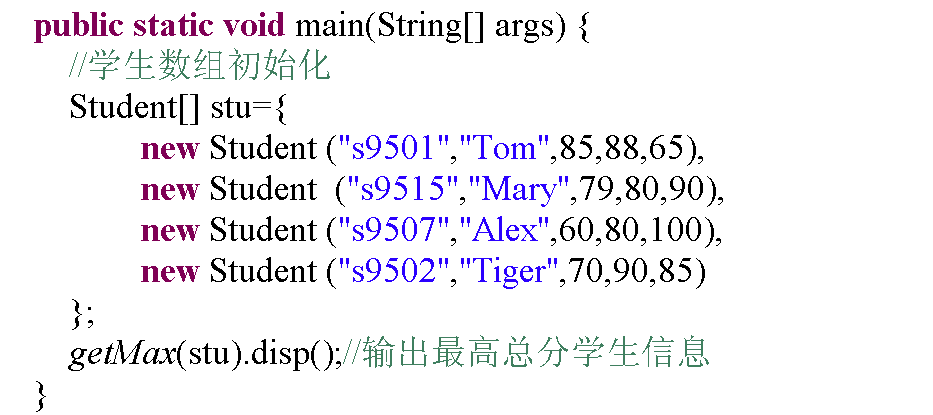 public static void main(String[] args) {
//学生数组初始化
Student[] stu={
new Student ("s9501","Tom",85,88,65),
new Student  ("s9515","Mary",79,80,90),
new Student ("s9507","Alex",60,80,100),
new Student ("s9502","Tiger",70,90,85)
};
getMax(stu).disp();//输出最高总分学生信息
}